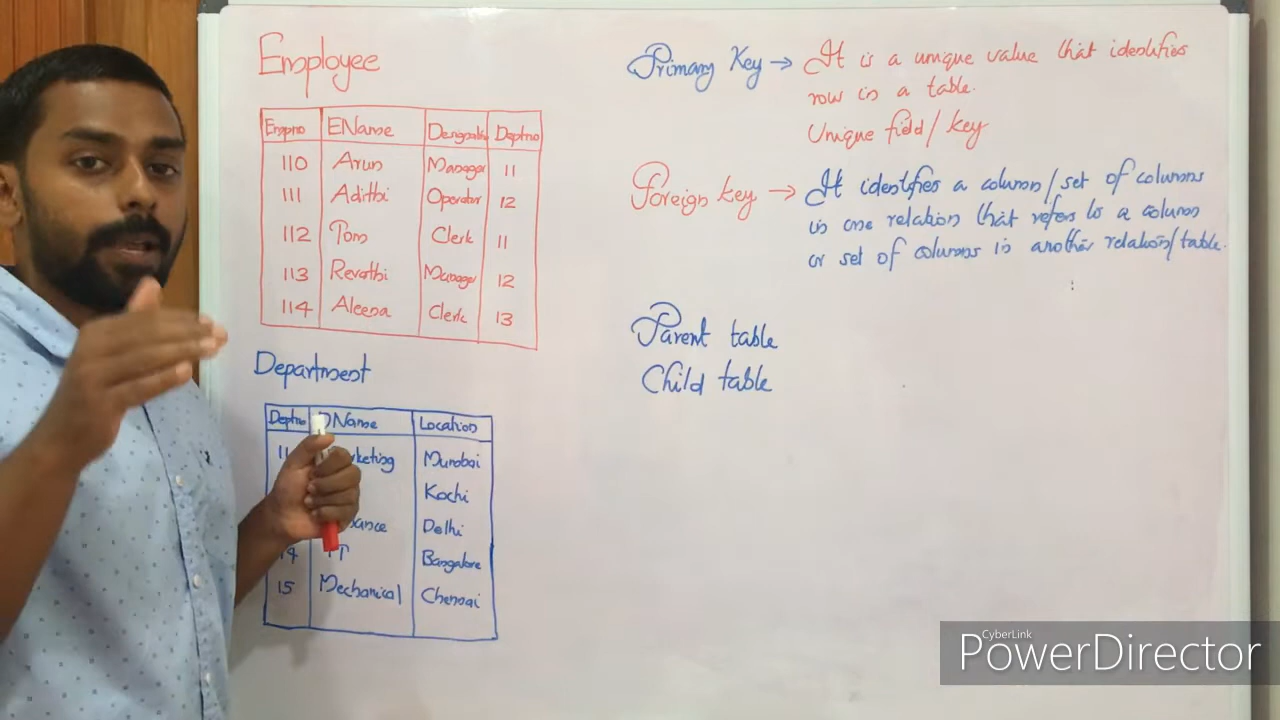 Employee
Empno EName Deptno
110 Arun Manager 11
111 Adithi Operator 12
112 Tom Clerk 11
113 Revathi Manager 12
114 Aleena Clerk 13
Department
Deptno DName Location
Mumbai
Kochi
Delhi
IT Bangalore
15 Mechanical Chennai
Primary Key → It is a unique value that identifies
row in a table.
Unique field/key
Foreign key → It identifies a column/set of columns
in one relation that refers to a column
or set of columns in another relation/table.
Parent table
Child table
CyberLink
PowerDirector